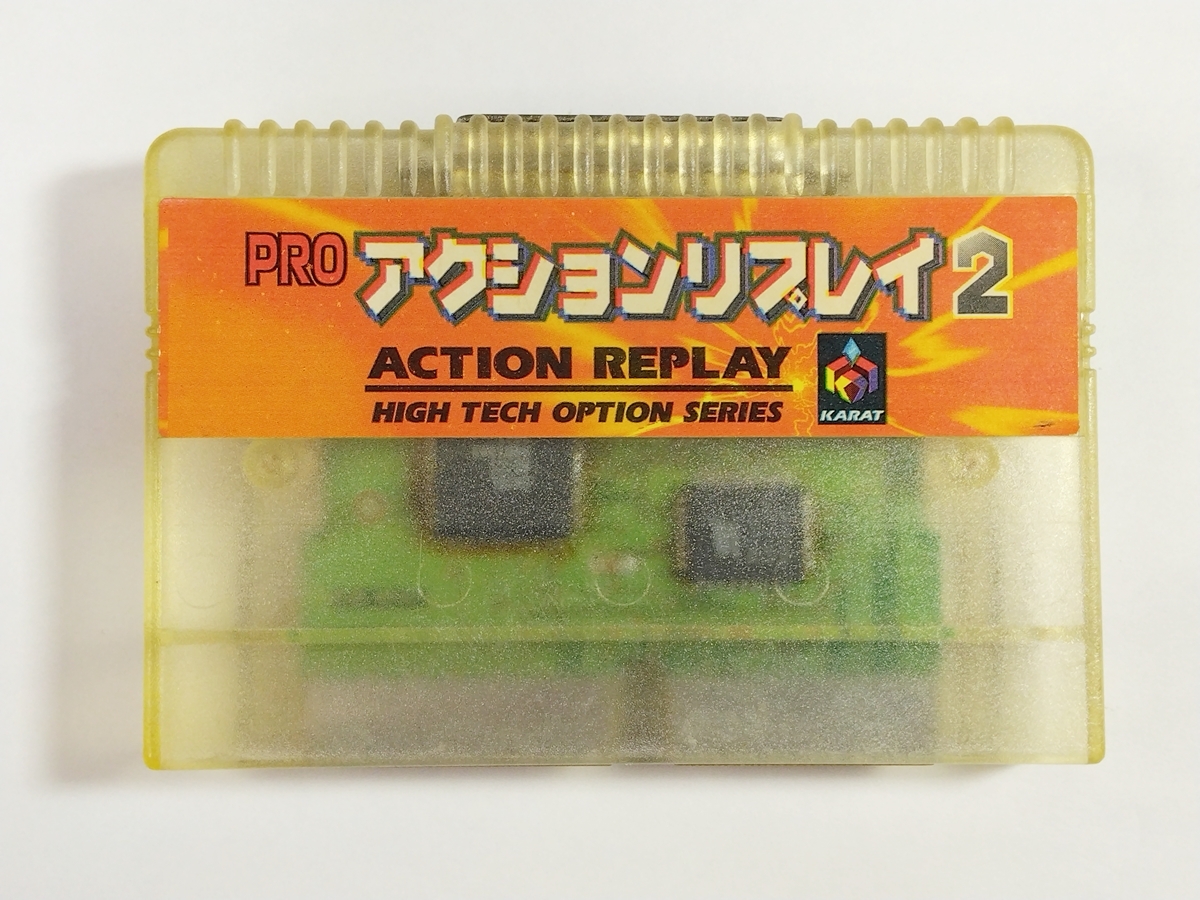 PRO アクションリプレイ2
ACTION REPLAY
HIGH TECH OPTION SERIES
KARAT